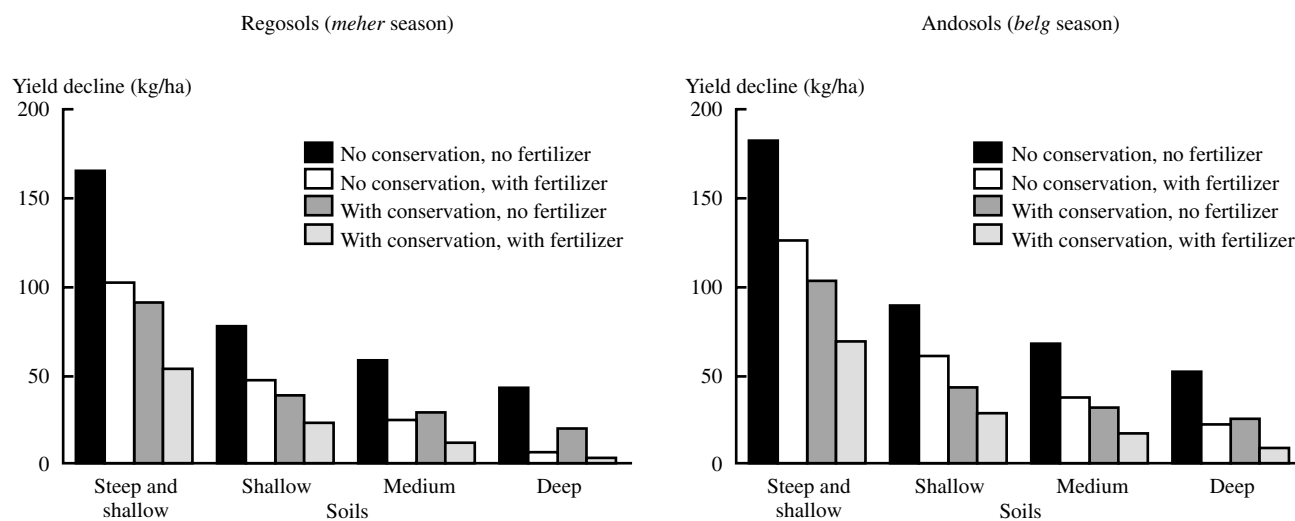 Regosols (meher season)
Yield decline (kg/ha)
200
150
100
50
0
No conservation, no fertilizer
No conservation, with fertilizer
With conservation, no fertilizer
With conservation, with fertilizer
Steep and
shallow
Shallow
Medium
Deep
Soils
Andosols (belg season)
Yield decline (kg/ha)
200
150
100
50
0
No conservation, no fertilizer
No conservation, with fertilizer
With conservation, no fertilizer
With conservation, with fertilizer
Steep and
shallow
Shallow
Medium
Deep
Soils